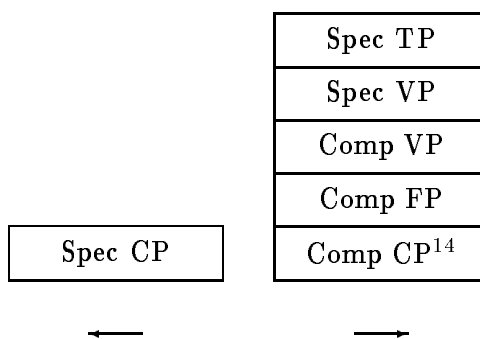 Spec TP
Spec VP
Comp VP
Comp FP
Spec CP
Comp CP14